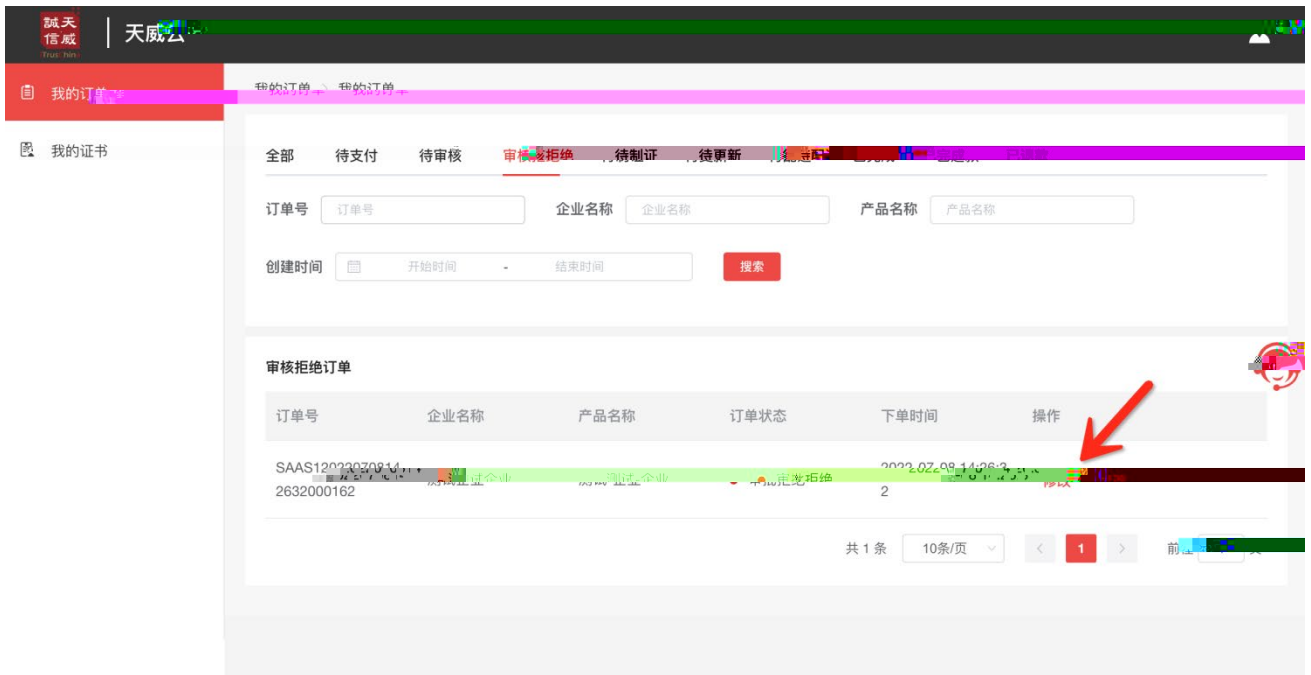 誠天
信威
天威云
我的订单
我的证书
我的订单 > 我的订单
全部 待支付 待审核 审核拒绝 待制证 待更新
订单号 订单号 企业名称 企业名称 产品名称 产品名称
创建时间 开始时间 - 结束时间 搜索
审核拒绝订单
订单号 企业名称 产品名称 订单状态 下单时间 操作
2632000162 2 修改
共 1 条 10条/页 < 1 >